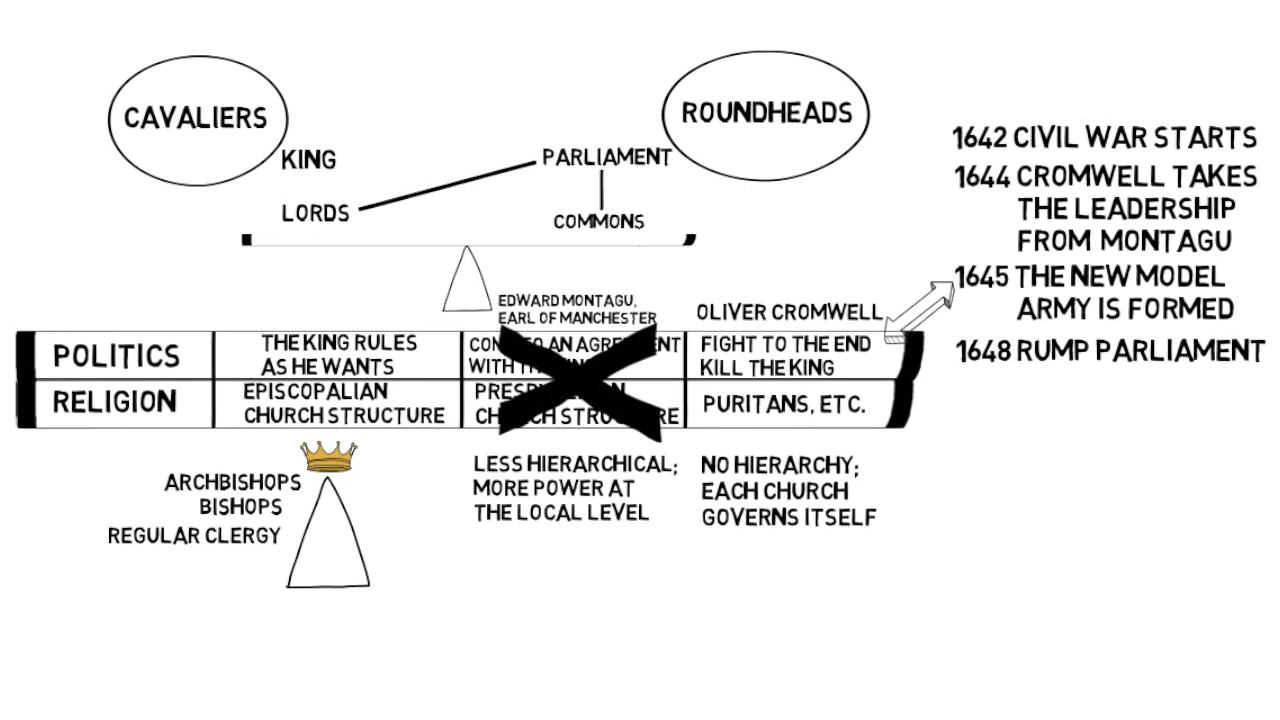 CAVALIERS
ROUNDHEADS
KING
PARLIAMENT
LORDS
COMMONS
1642 CIVIL WAR STARTS
1644 CROMWELL TAKES
THE LEADERSHIP
FROM MONTAGU
1645 THE NEW MODEL
ARMY IS FORMED
1648 RUMP PARLIAMENT
EDWARD MONTAGU,
EARL OF MANCHESTER
OLIVER CROMWELL
POLITICS
THE KING RULES
AS HE WANTS
AN
WITH
FIGHT TO THE END
KILL THE KING
RELIGION
EPISCOPALIAN
CHURCH STRUCTURE
PURITANS, ETC.
ARCHBISHOPS
BISHOPS
REGULAR CLERGY
LESS HIERARCHICAL;
MORE POWER AT
THE LOCAL LEVEL
NO HIERARCHY;
EACH CHURCH
GOVERNS ITSELF